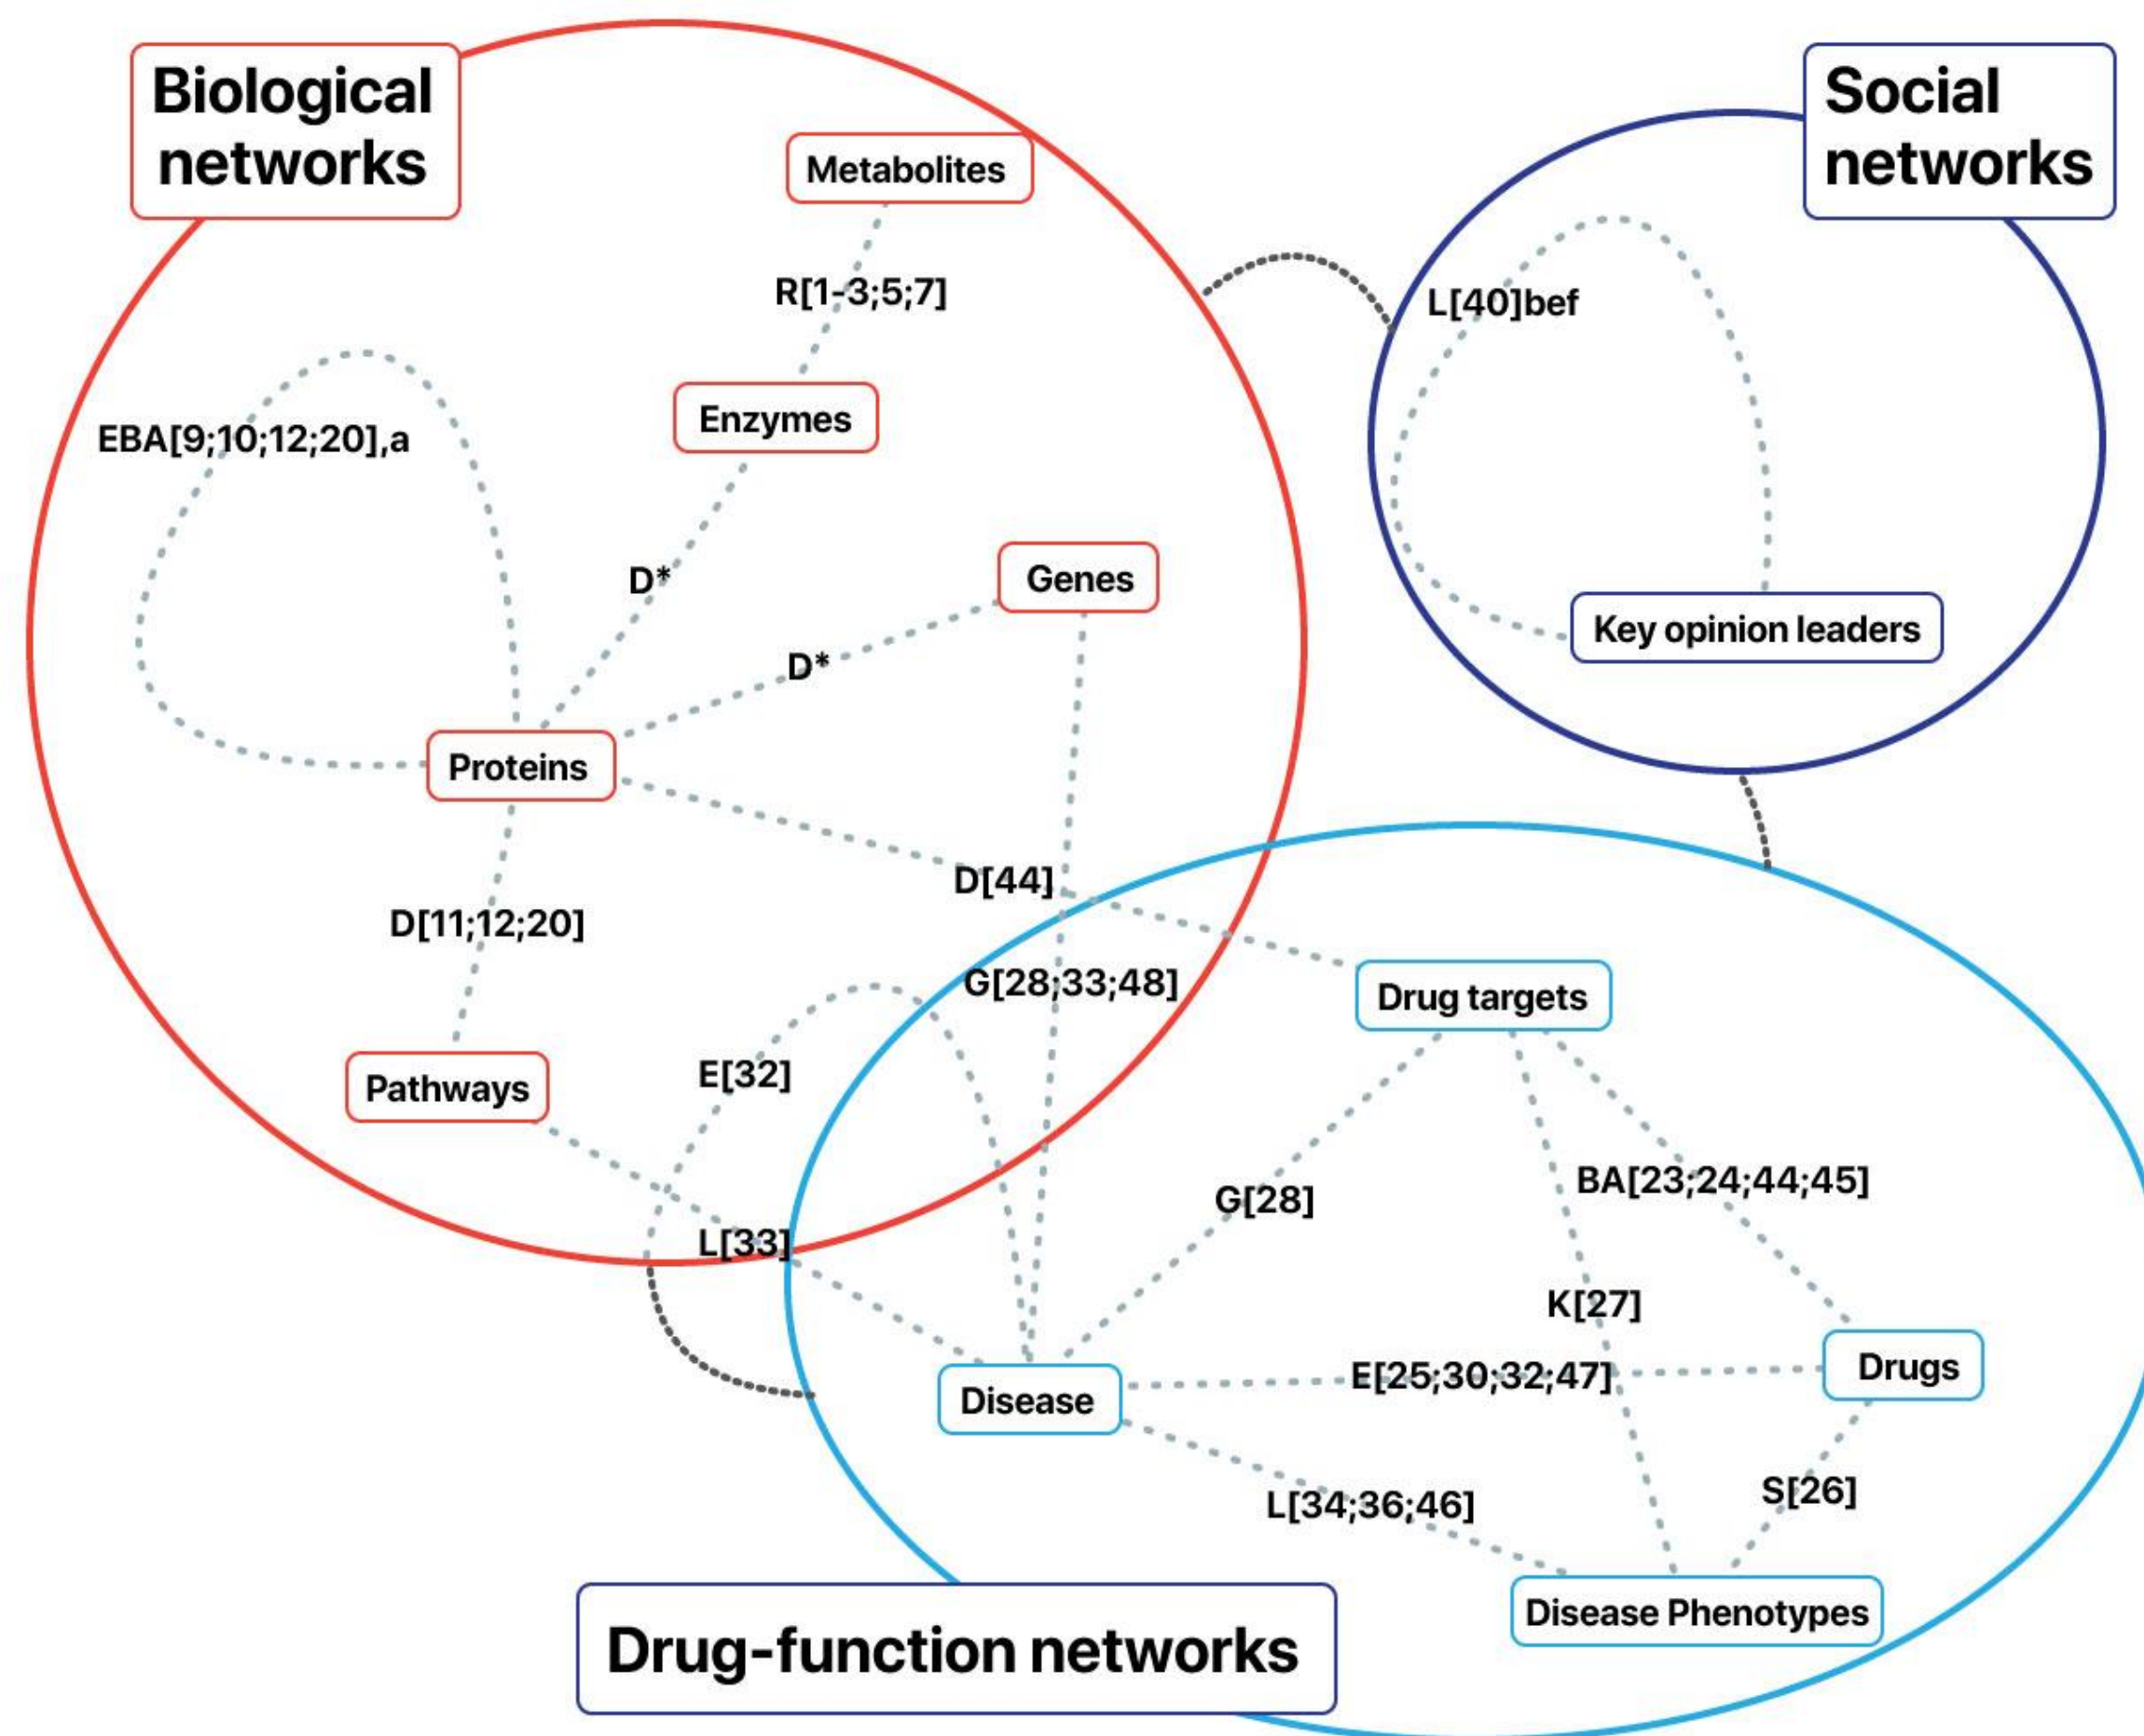 Biological
networks
Social
networks
Metabolites
R[1-3;5;7]
L[40]bef
Enzymes
EBA[9;10;12;20],a
D*
Genes
Key opinion leaders
D*
Proteins
D[44]
D[11;12;20]
G[28;33;48]
Drug targets
E[32]
Pathways
BA[23;24;44;45]
G[28]
L[33]
K[27]
Drugs
E[25;30;32;47]
Disease
S[26]
L[34;36;46]
Disease Phenotypes
Drug-function networks